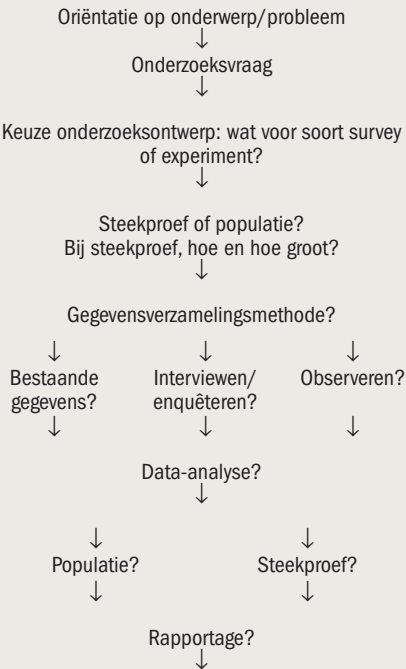 Oriëntatie op onderwerp/probleem
Onderzoeksvraag
Keuze onderzoeksontwerp: wat voor soort survey
of experiment?
Steekproef of populatie?
Bij steekproef, hoe en hoe groot?
Gegevensverzamelingsmethode?
Bestaande
gegevens?
Interviewen/
enquêteren?
Observeren?
Data-analyse?
Populatie?
Steekproef?
Rapportage?